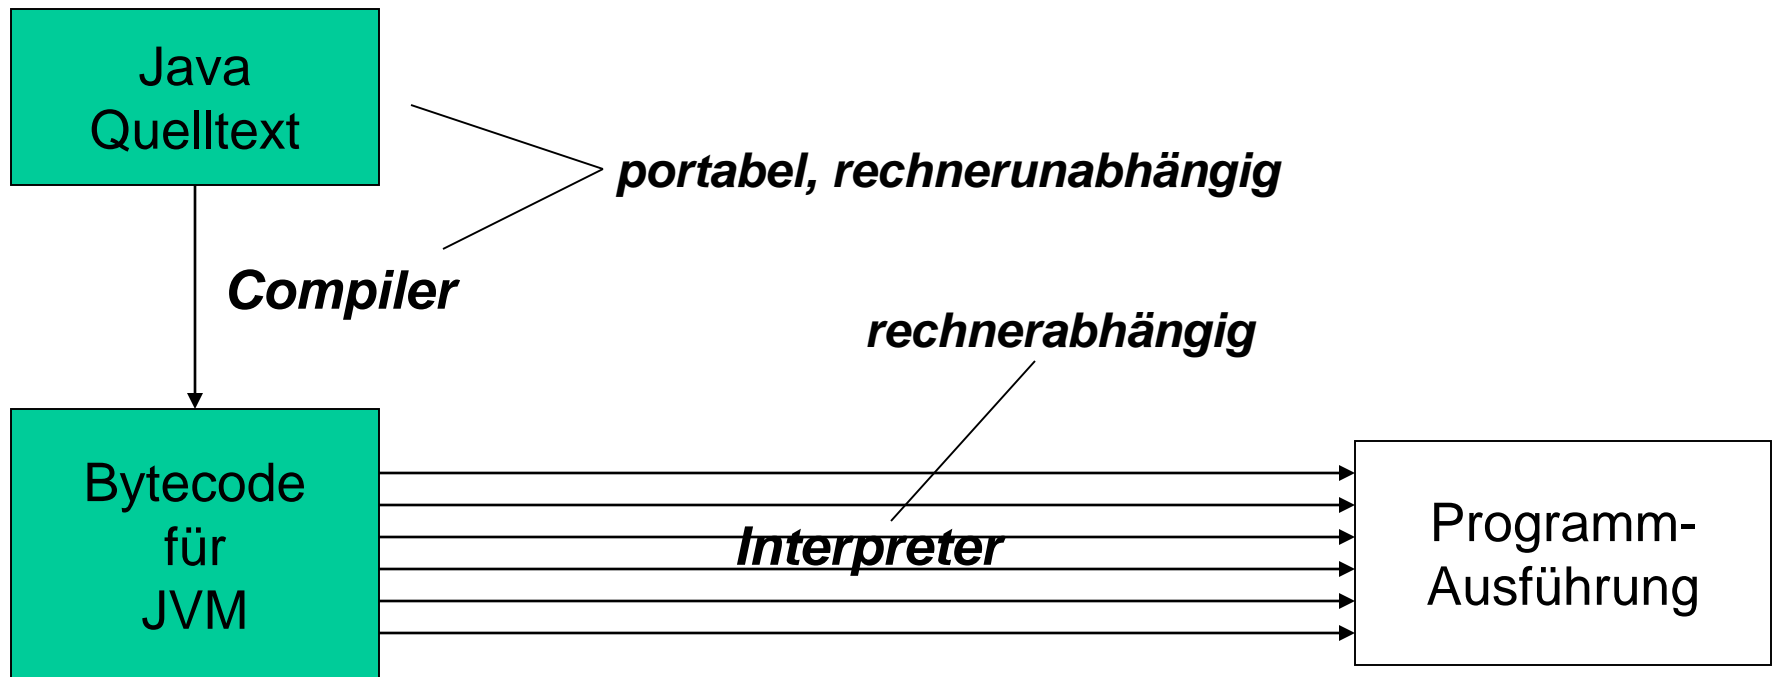 Java
Quelltext
portabel, rechnerunabhängig
Compiler
rechnerabhängig
Bytecode
für
JVM
Interpreter
Programm-
Ausführung